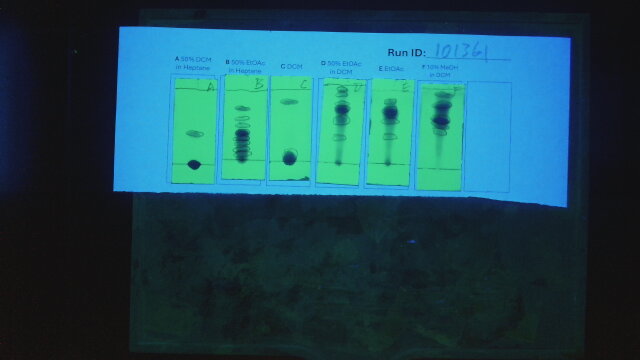 Run ID: 101361
A 50% DCM
in Heptane
B 50% EtOAc
in Heptane
C DCM
D 50% EtOAc
in DCM
E EtOAc
F 10% MeOH
in DCM
A
B
C
D
E
F